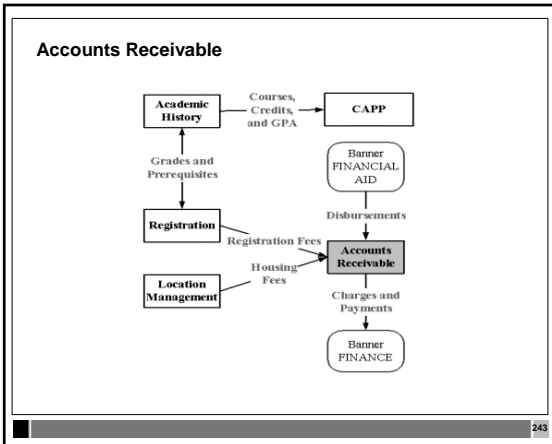 Accounts Receivable
Academic
History
Courses,
Credits,
and GPA
CAPP
Grades and
Prerequisites
Banner
FINANCIAL
AID
Disbursements
Registration
Registration Fees
Accounts
Receivable
Housing
Fees
Location
Management
Charges and
Payments
Banner
FINANCE
243